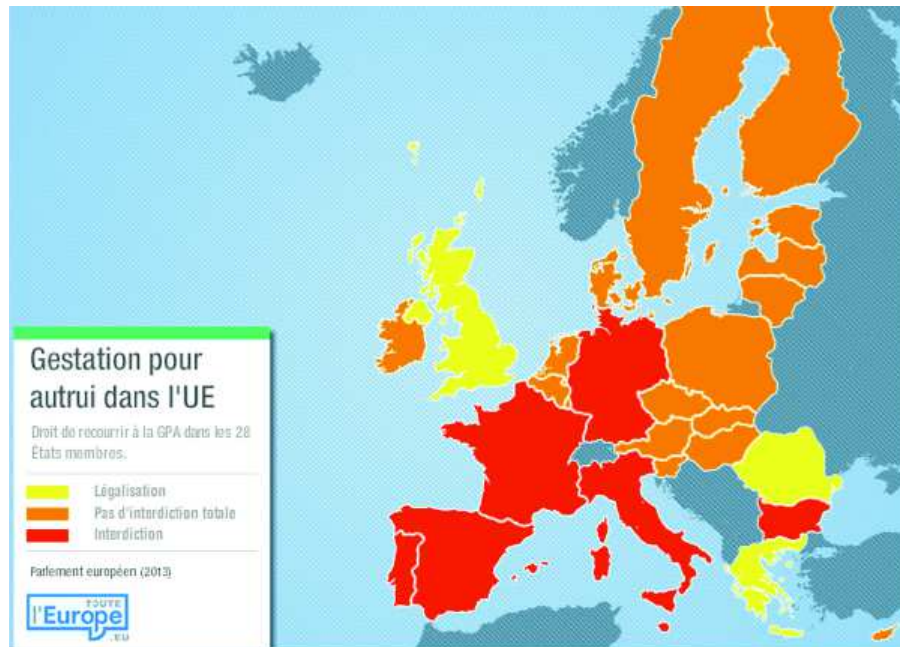 Gestation pour
autrui dans l'UE
Droit de recourrir à la GPA dans les 28
États membres.
Légalisation
Pas d'interdiction totale
Interdiction
Parlement européen (2013)
TOUTE
l'Europe
.EU